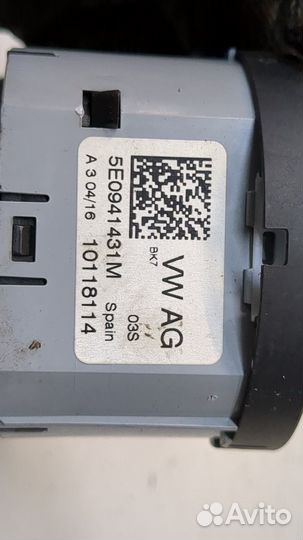 VW AG
BK7
03S
5E0941431M
Spain
A 3 04/16
10118114
Avito